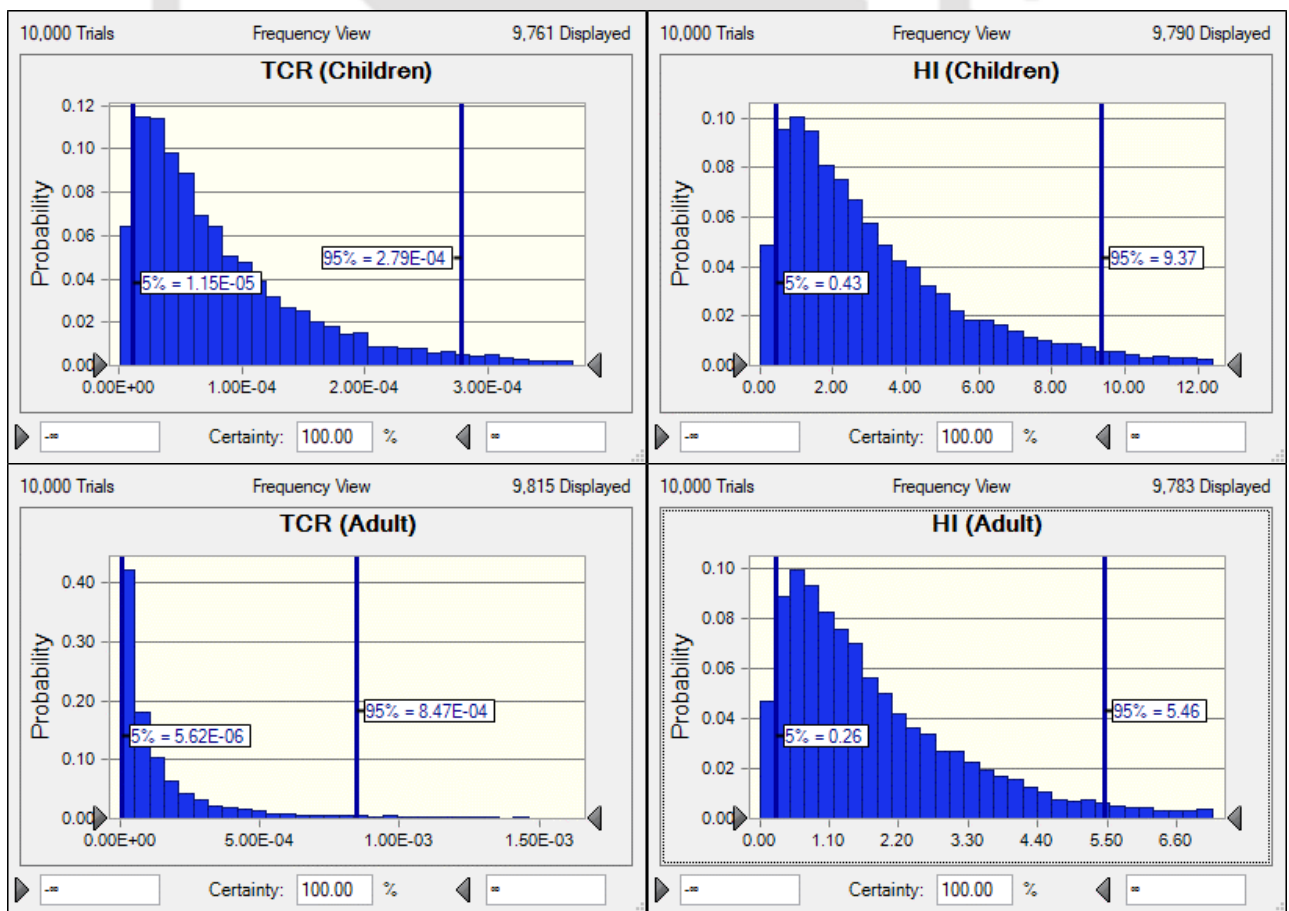 10,000 Trials Frequency View 9,761 Displayed
TCR (Children)
0.12
0.10
0.08
0.06
0.04
0.02
0.00
Probability
5% = 1.15E-05
95% = 2.79E-04
0.00E+00 1.00E-04 2.00E-04 3.00E-04
-∞ Certainty: 100.00 % ∞
10,000 Trials Frequency View 9,790 Displayed
HI (Children)
0.10
0.08
0.06
0.04
0.02
0.00
Probability
5% = 0.43
95% = 9.37
0.00 2.00 4.00 6.00 8.00 10.00 12.00
-∞ Certainty: 100.00 % ∞
10,000 Trials Frequency View 9,815 Displayed
TCR (Adult)
0.40
0.30
0.20
0.10
0.00
Probability
5% = 5.62E-06
95% = 8.47E-04
0.00E+00 5.00E-04 1.00E-03 1.50E-03
-∞ Certainty: 100.00 % ∞
10,000 Trials Frequency View 9,783 Displayed
HI (Adult)
0.10
0.08
0.06
0.04
0.02
0.00
Probability
5% = 0.26
95% = 5.46
0.00 1.10 2.20 3.30 4.40 5.50 6.60
-∞ Certainty: 100.00 % ∞